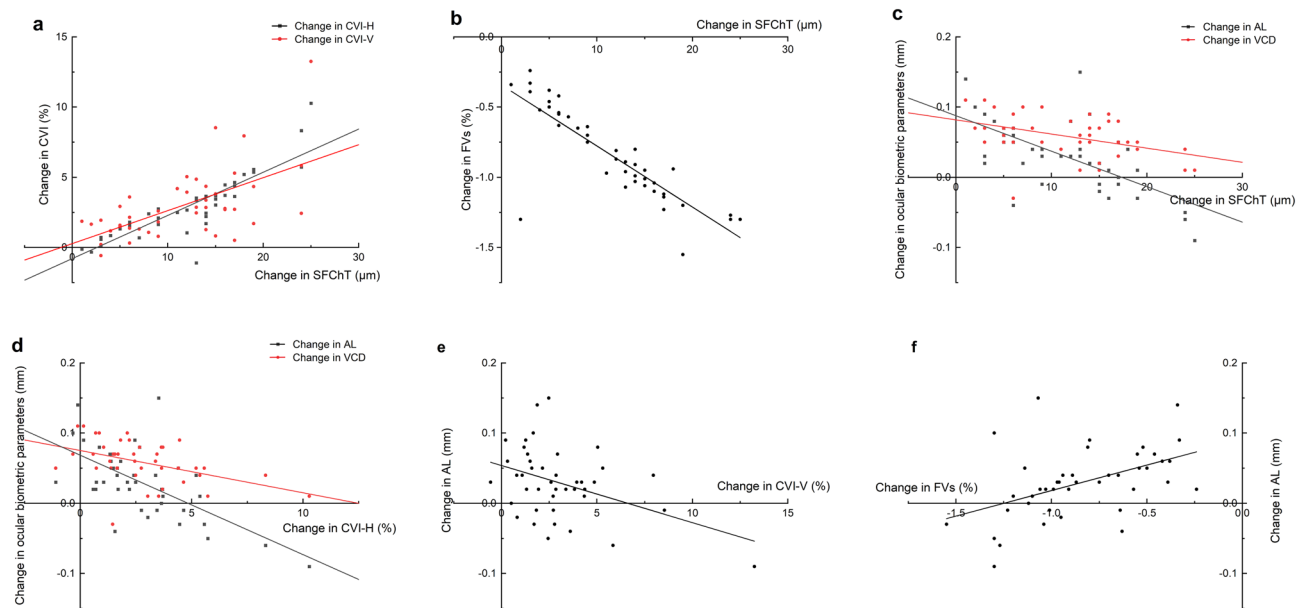 a
Change in CVI-H
Change in CVI-V
15
10
5
0
0
10
20
30
Change in CVI (%)
Change in SFChT (μm)
b
Change in SFChT (μm)
0.0
0
10
20
30
-0.5
-1.0
-1.5
Change in FVs (%)
c
Change in AL
Change in VCD
0.2
0.1
0.0
-0.1
0
10
20
30
Change in ocular biometric parameters (mm)
Change in SFChT (μm)
d
Change in AL
Change in VCD
0.2
0.1
0.0
-0.1
0
5
10
Change in ocular biometric parameters (mm)
Change in CVI-H (%)
e
0.2
0.1
0.0
-0.1
0
5
10
15
Change in AL (mm)
Change in CVI-V (%)
f
0.2
0.1
0.0
-0.1
-1.5
-1.0
-0.5
0.00
Change in FVs (%)
Change in AL (mm)